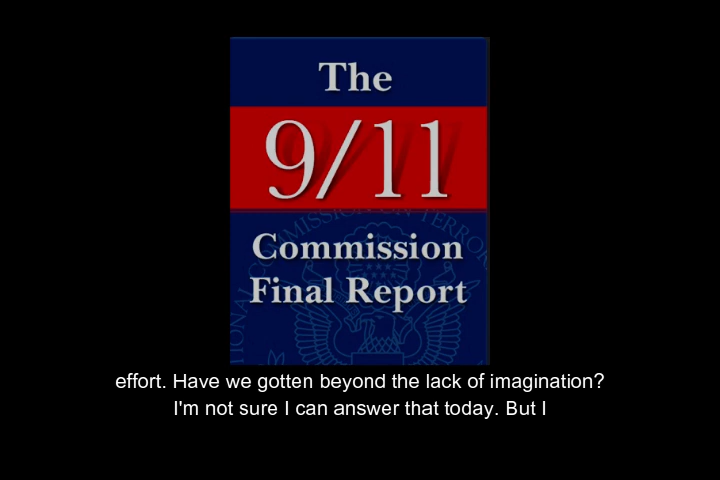 The
9/11
Commission
Final Report
effort. Have we gotten beyond the lack of imagination?
I'm not sure I can answer that today. But I